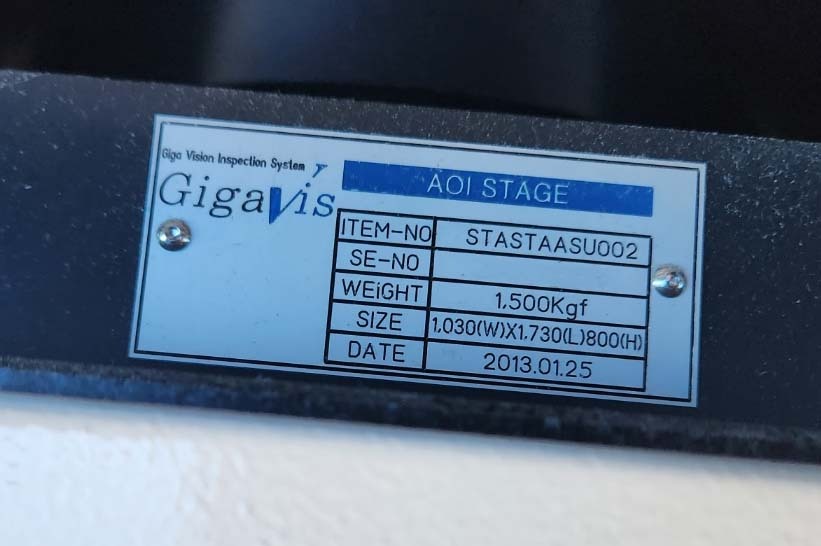 Giga Vision Inspection System
GigaVis
AOI STAGE
ITEM-NO STASTAASU002
SE-NO
WEiGHT 1,500Kgf
SIZE 1,030(W)X1,730(L)800(H)
DATE 2013.01.25